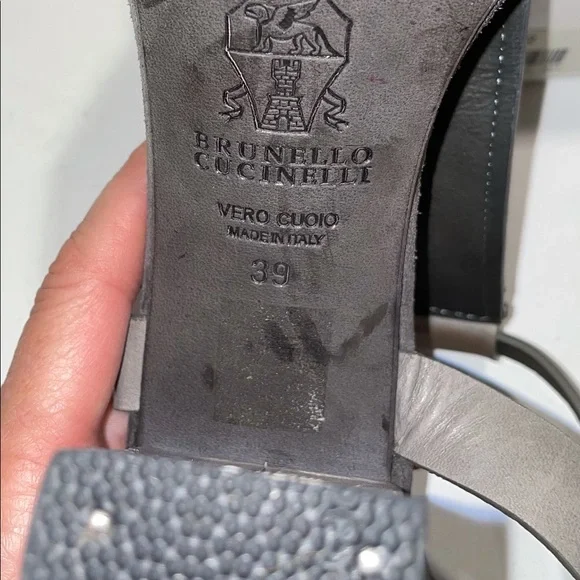 BRUNELLO
CUCINELLI
VERO CUOIO
MADE IN ITALY
39